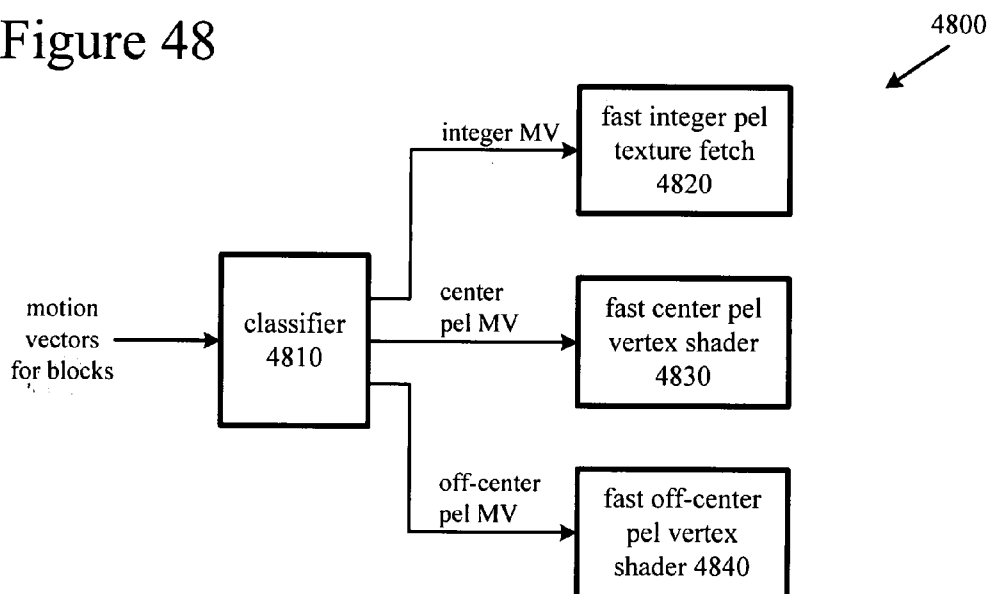 Figure 48
4800
integer MV
fast integer pel
texture fetch
4820
motion
vectors
for blocks
classifier
4810
center
pel MV
fast center pel
vertex shader
4830
off-center
pel MV
fast off-center
pel vertex
shader 4840